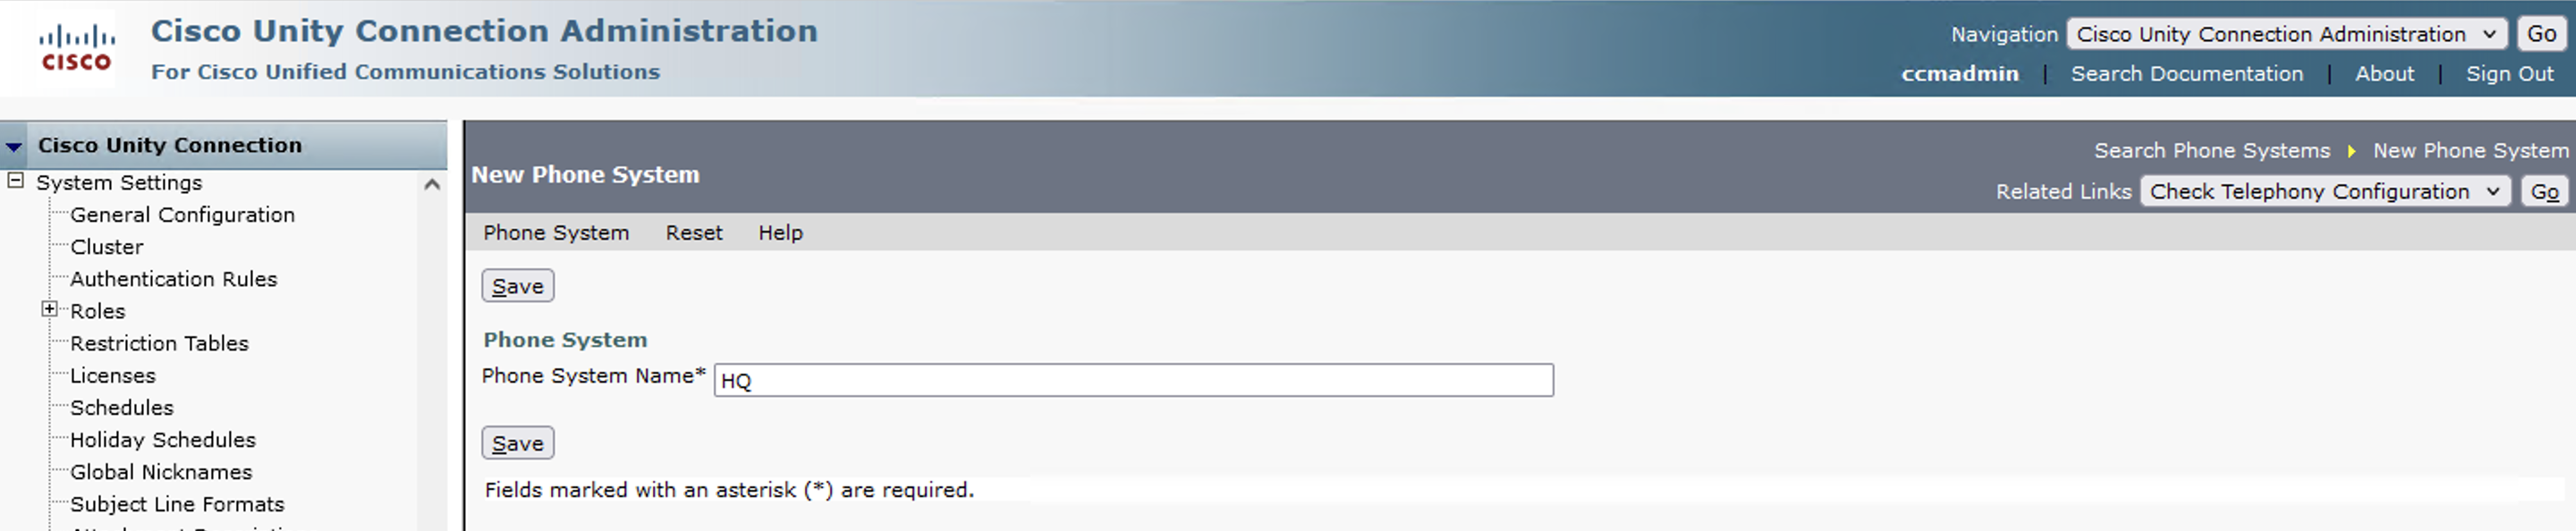 CISCO
Cisco Unity Connection Administration
For Cisco Unified Communications Solutions
Navigation Cisco Unity Connection Administration Go
ccmadmin | Search Documentation | About | Sign Out
Cisco Unity Connection
System Settings
General Configuration
Cluster
Authentication Rules
Roles
Restriction Tables
Licenses
Schedules
Holiday Schedules
Global Nicknames
Subject Line Formats
Search Phone Systems New Phone System
New Phone System
Related Links Check Telephony Configuration Go
Phone System Reset Help
Save
Phone System
Phone System Name* HQ
Save
Fields marked with an asterisk (*) are required.